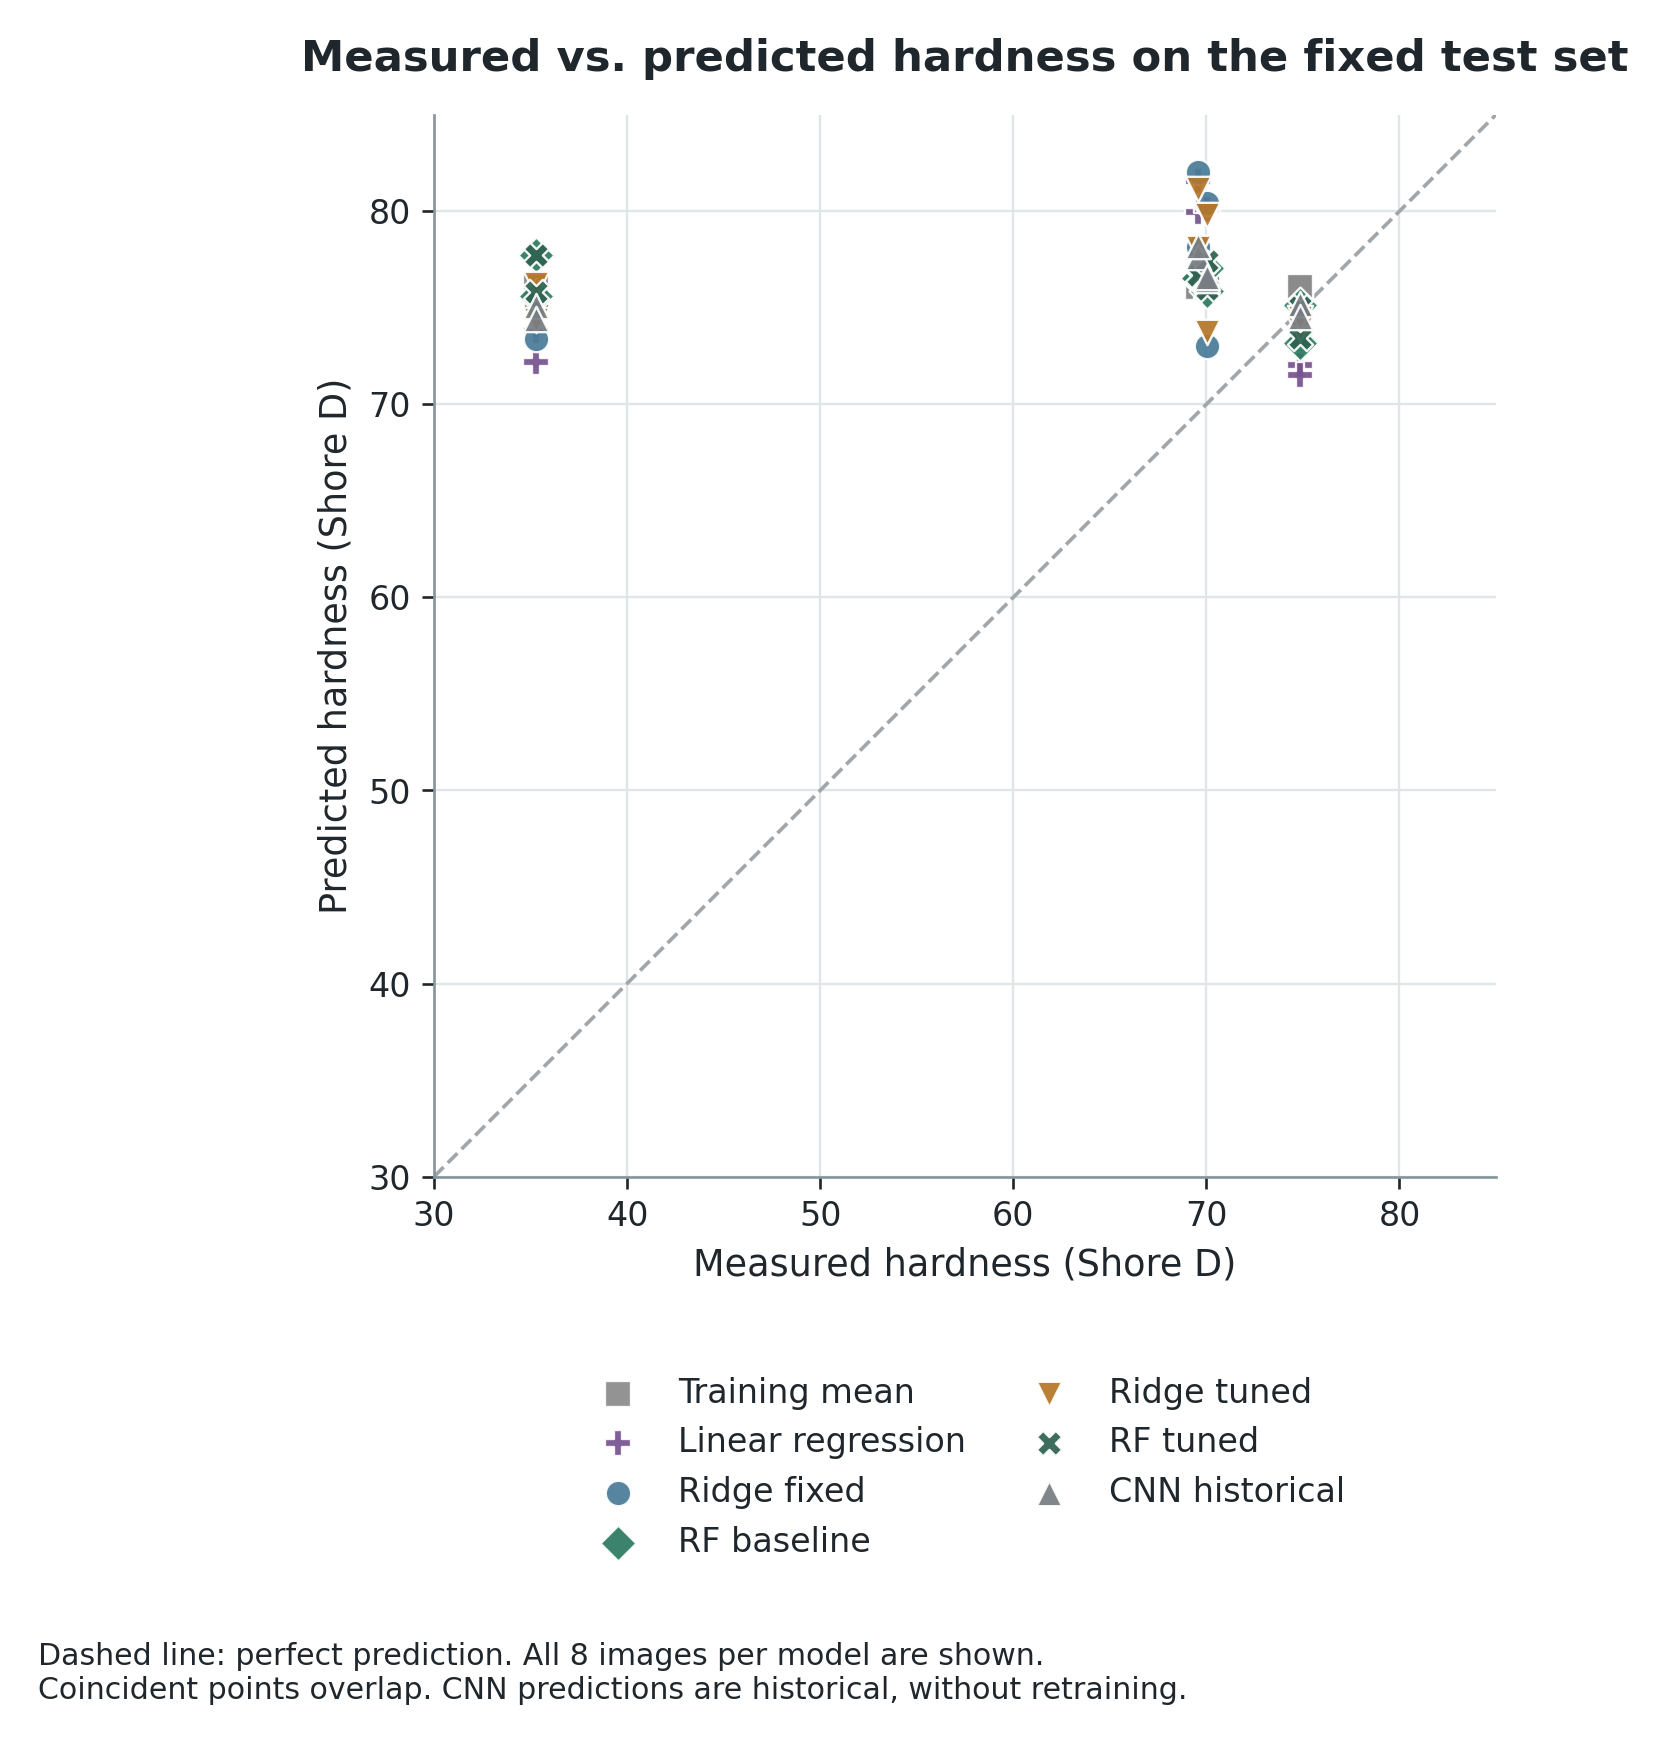 Measured vs. predicted hardness on the fixed test set
Predicted hardness (Shore D)
80
70
60
50
40
30
30 40 50 60 70 80
Measured hardness (Shore D)
Training mean
Linear regression
Ridge fixed
RF baseline
Ridge tuned
RF tuned
CNN historical
Dashed line: perfect prediction. All 8 images per model are shown.
Coincident points overlap. CNN predictions are historical, without retraining.